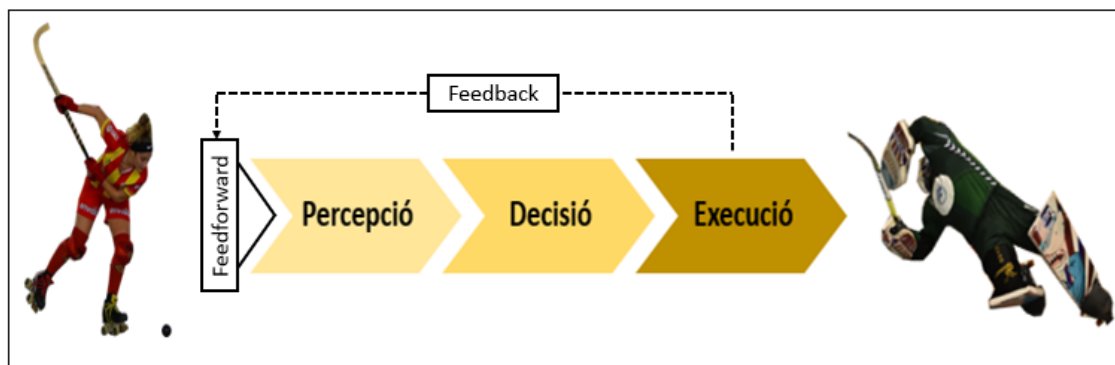 Feedback
Feedforward
Percepció
Decisió
Execució